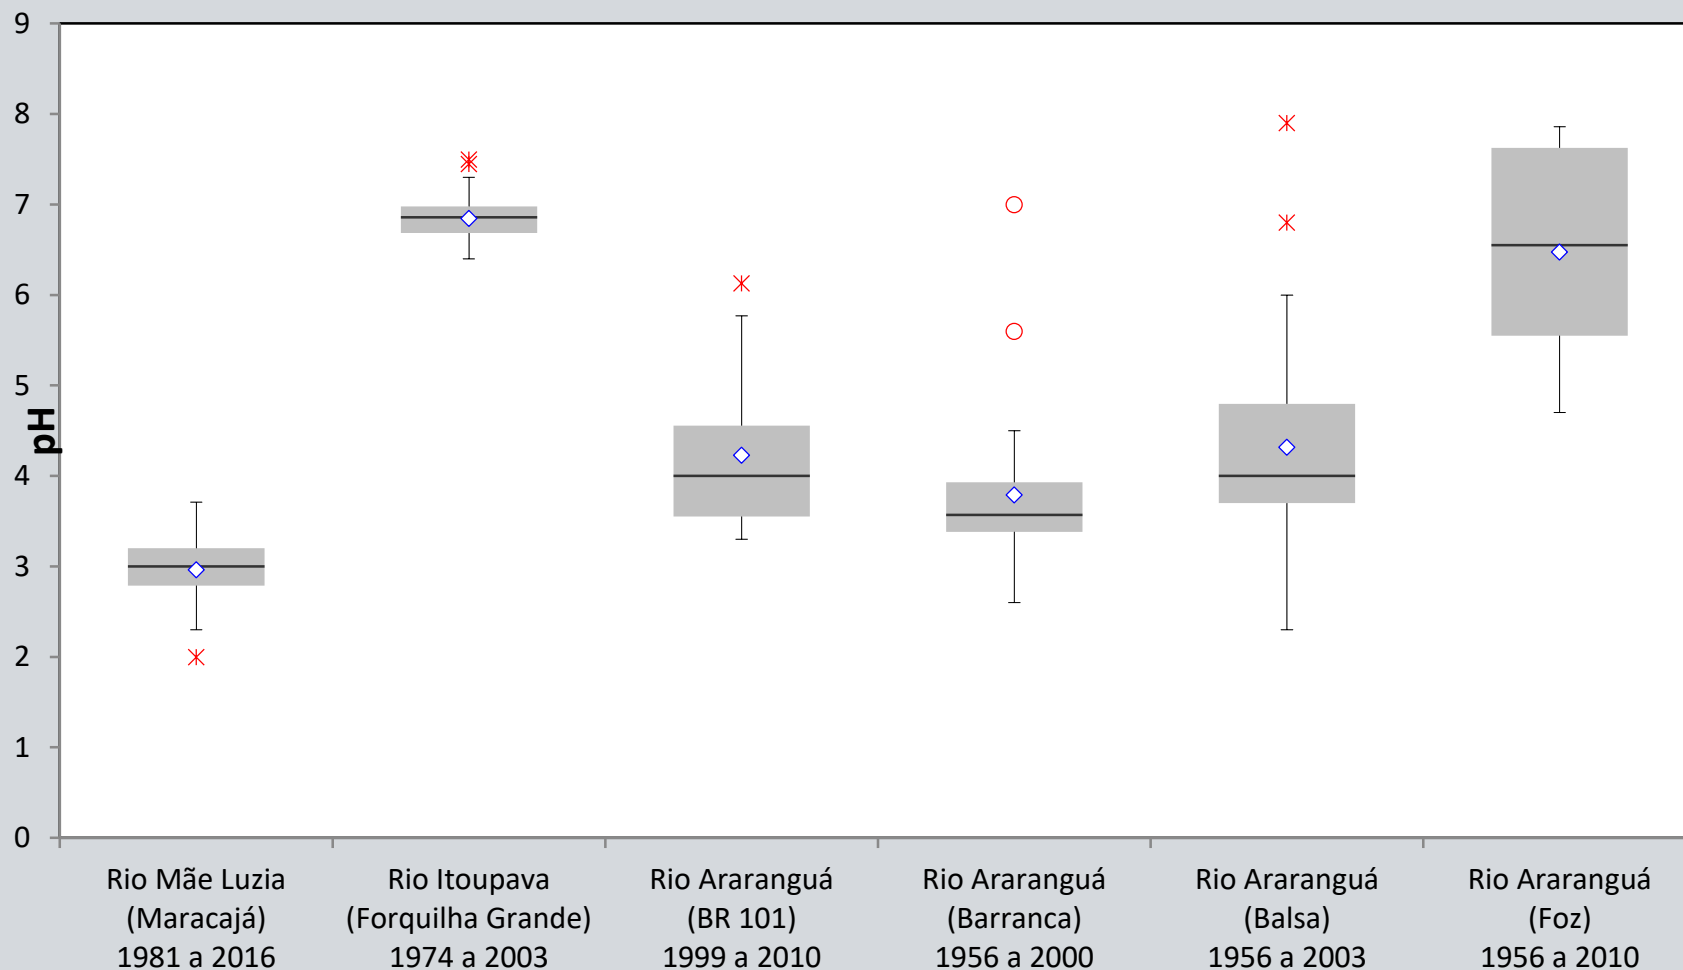 9
8
7
6
5
4
3
2
1
0
pH
Rio Mãe Luzia
(Maracajá)
1981 a 2016
Rio Itoupava
(Forquilha Grande)
1974 a 2003
Rio Araranguá
(BR 101)
1999 a 2010
Rio Araranguá
(Barranca)
1956 a 2000
Rio Araranguá
(Balsa)
1956 a 2003
Rio Araranguá
(Foz)
1956 a 2010